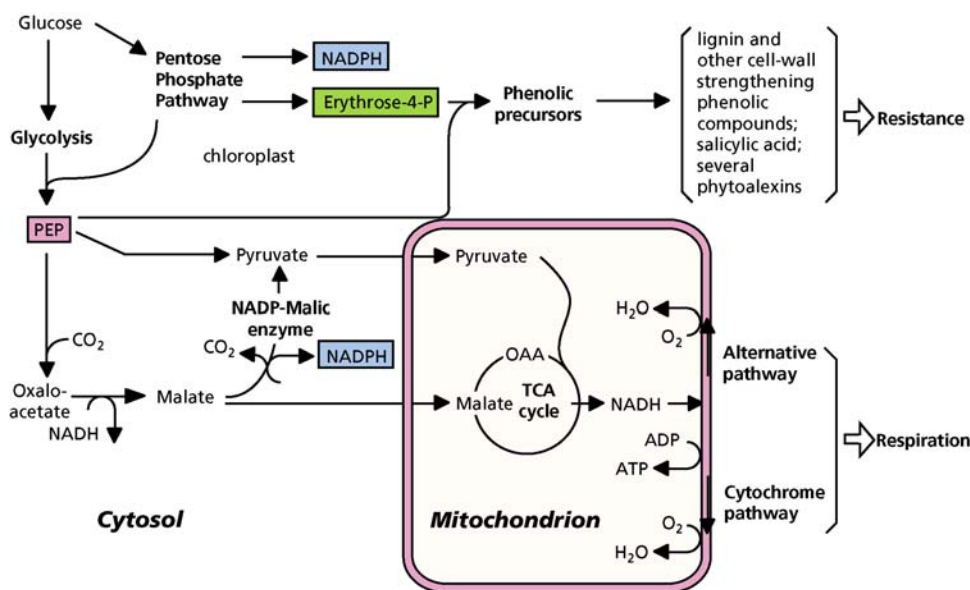 Glucose
Pentose
Phosphate
Pathway
NADPH
Erythrose-4-P
Phenolic
precursors
lignin and
other cell-wall
strengthening
phenolic
compounds;
salicylic acid;
several
phytoalexins
Resistance
Glycolysis
chloroplast
PEP
Pyruvate
Pyruvate
NADP-Malic
enzyme
CO₂
CO₂
NADPH
Oxalo-
acetate
NADH
Malate
OAA
Malate
TCA
cycle
NADH
H₂O
O₂
Alternative
pathway
ADP
ATP
Respiration
Cytochrome
pathway
O₂
H₂O
Cytosol
Mitochondrion